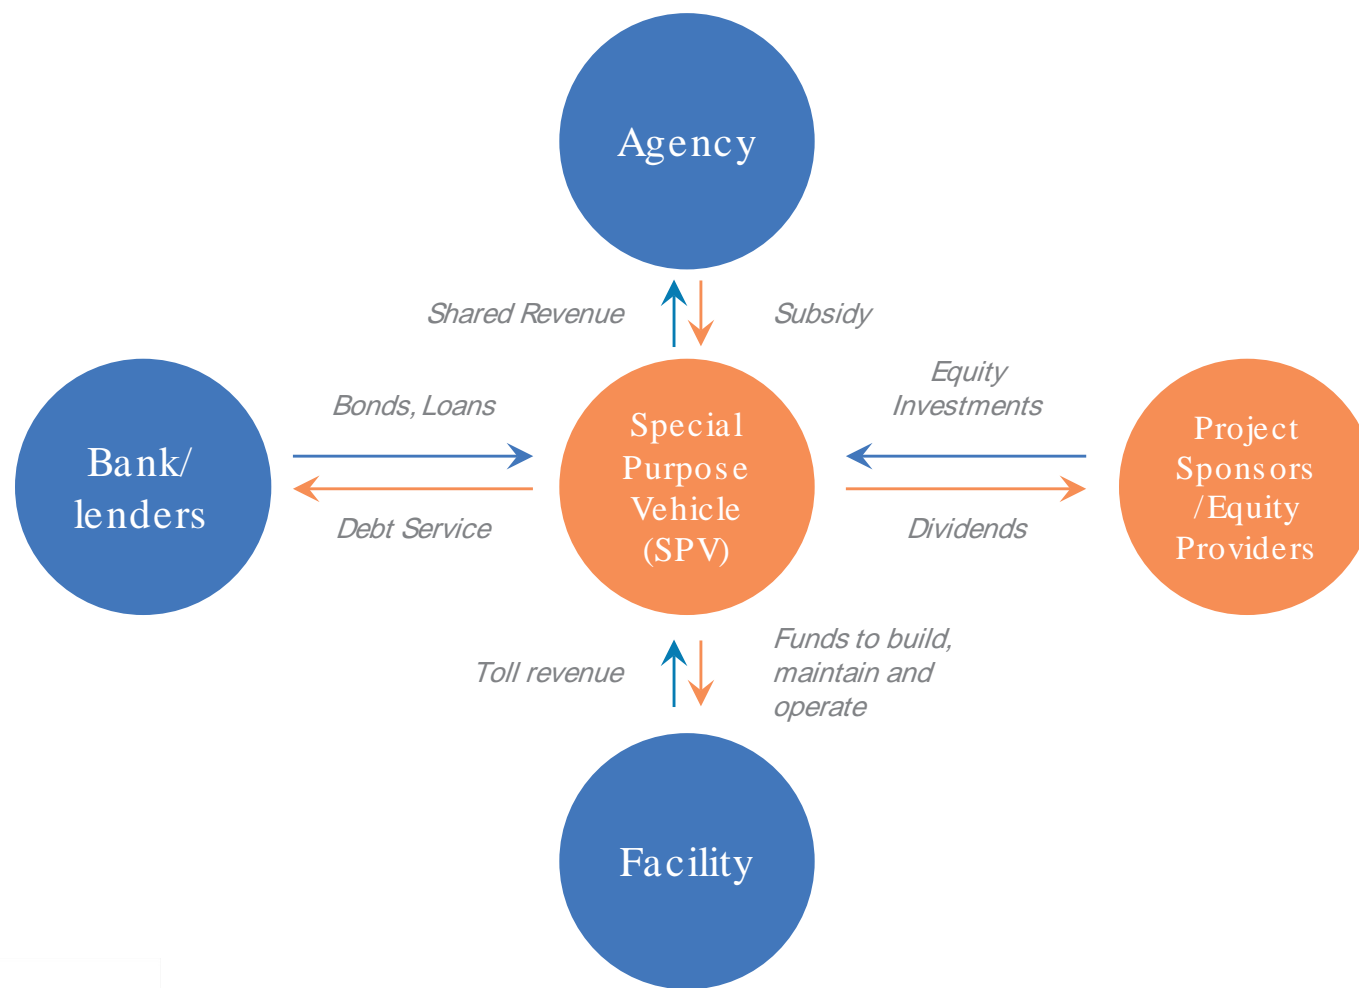 Agency
Shared Revenue
Subsidy
Bonds, Loans
Equity
Investments
Bank/
lenders
Special
Purpose
Vehicle
(SPV)
Project
Sponsors
/Equity
Providers
Debt Service
Dividends
Toll revenue
Funds to build,
maintain and
operate
Facility